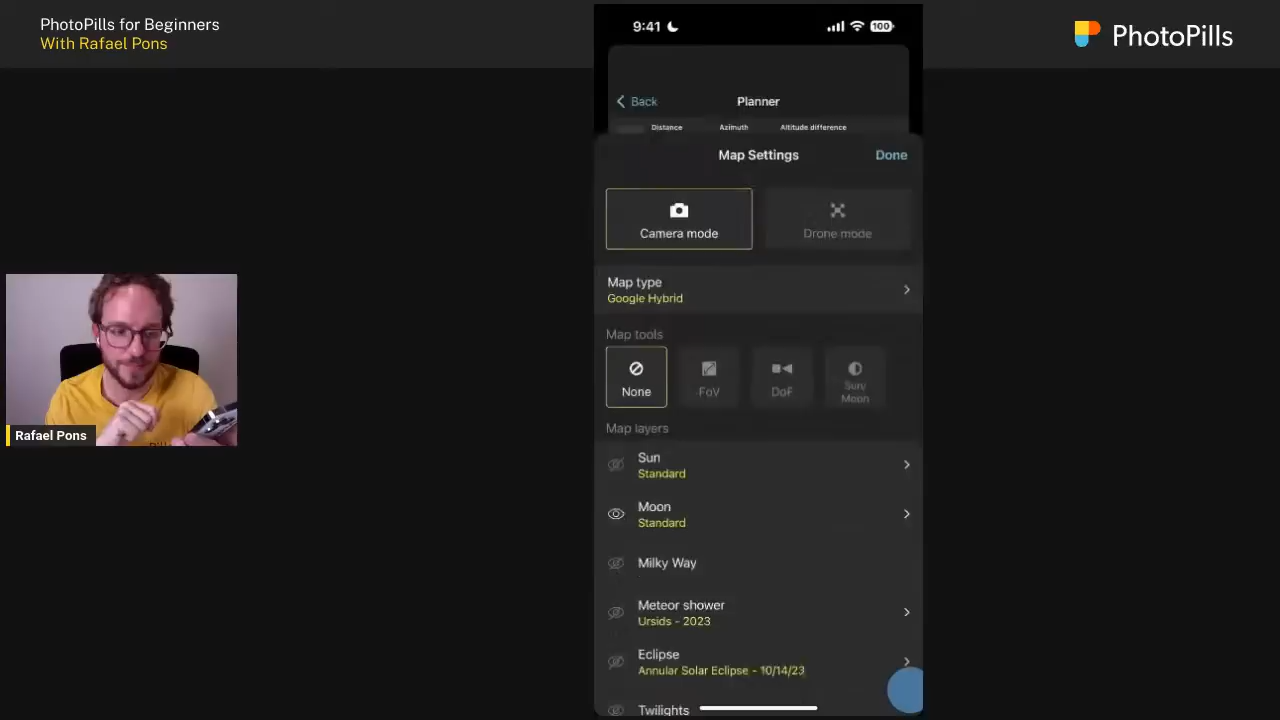 PhotoPills for Beginners
With Rafael Pons
PhotoPills
9:41
100
Back
Planner
Distance
Azimuth
Altitude difference
Map Settings
Done
Camera mode
Drone mode
Map type
Google Hybrid
Map tools
None
FoV
DoF
Sun/
Moon
Map layers
Sun
Standard
Moon
Standard
Milky Way
Meteor shower
Ursids - 2023
Eclipse
Annular Solar Eclipse - 10/14/23
Twilights
Rafael Pons